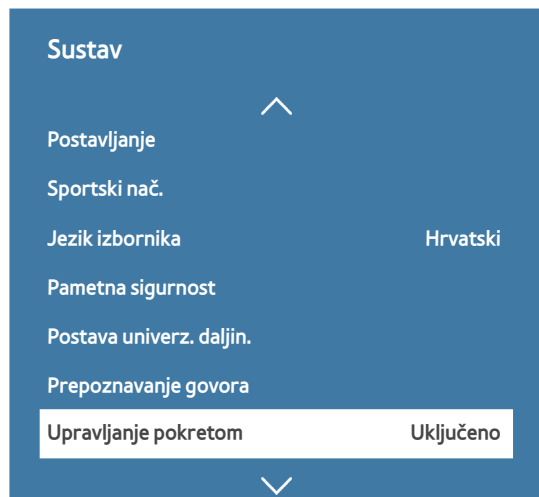 Sustav
Postavljanje
Sportski nač.
Jezik izbornika Hrvatski
Pametna sigurnost
Postava univerz. daljin.
Prepoznavanje govora
Upravljanje pokretom Uključeno